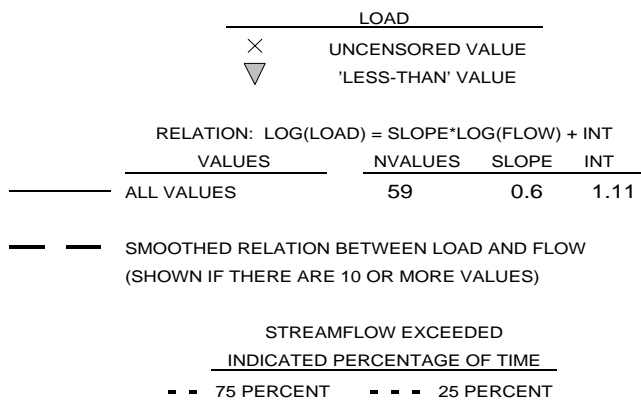 LOAD
UNCENSORED VALUE
'LESS-THAN' VALUE
RELATION: LOG(LOAD) = SLOPE*LOG(FLOW) + INT
VALUES NVALUES SLOPE INT
ALL VALUES 59 0.6 1.11
SMOOTHED RELATION BETWEEN LOAD AND FLOW
(SHOWN IF THERE ARE 10 OR MORE VALUES)
STREAMFLOW EXCEEDED
INDICATED PERCENTAGE OF TIME
75 PERCENT 25 PERCENT